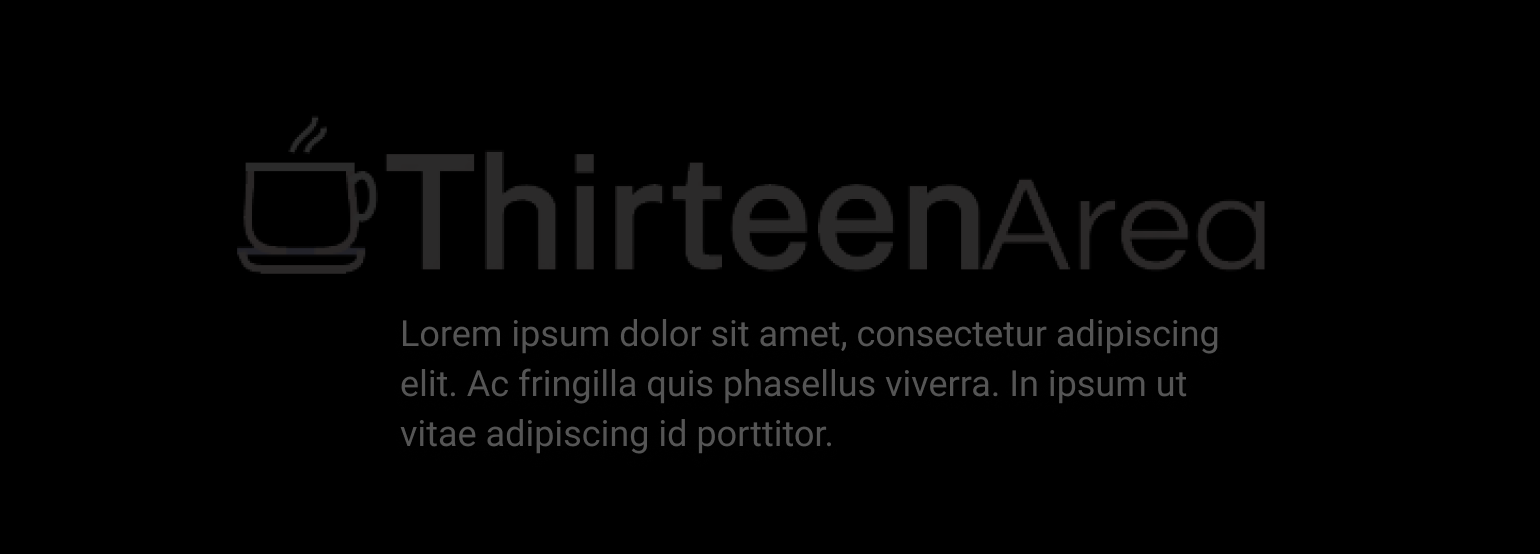 ThirteenArea
Lorem ipsum dolor sit amet, consectetur adipiscing
elit. Ac fringilla quis phasellus viverra. In ipsum ut
vitae adipiscing id porttitor.